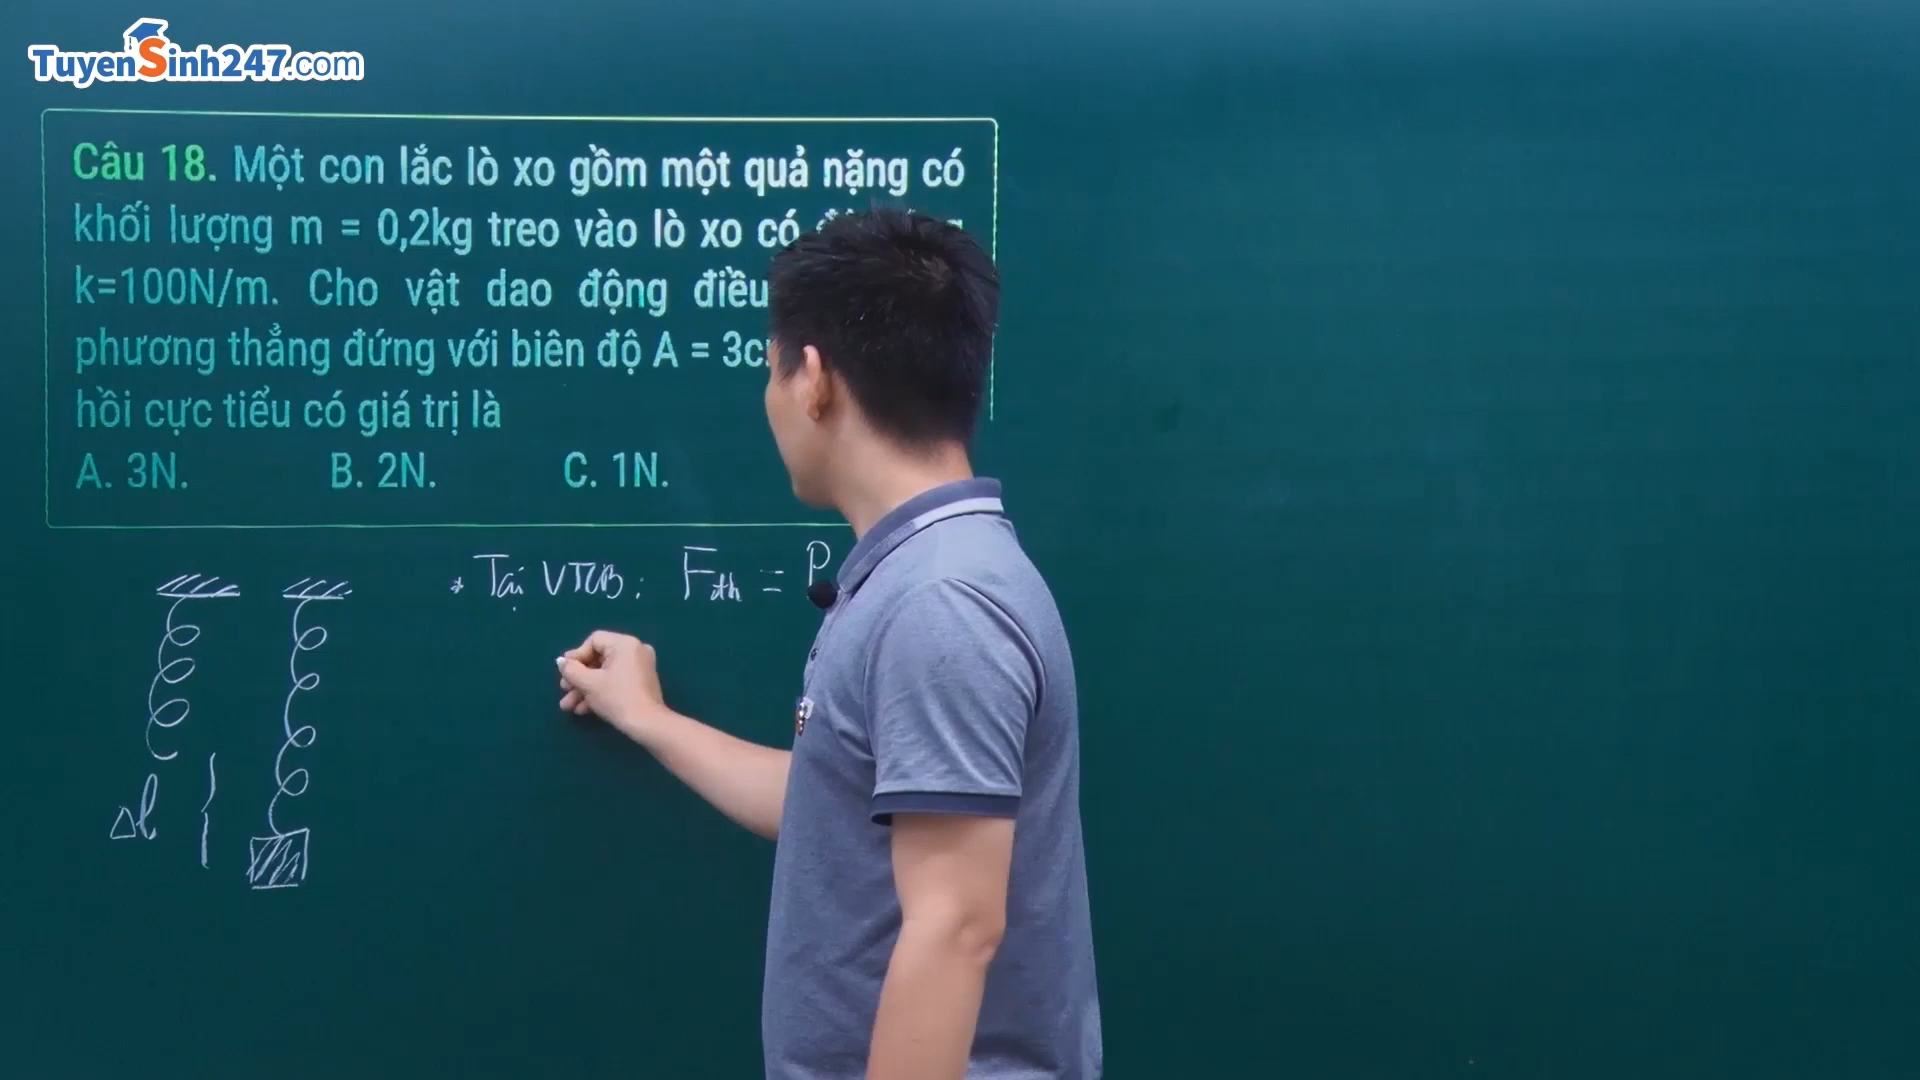 TuyenSinh247.com
Câu 18. Một con lắc lò xo gồm một quả nặng có
khối lượng m = 0,2kg treo vào lò xo có
k=100N/m. Cho vật dao động điều
phương thẳng đứng với biên độ A = 3c
hồi cực tiểu có giá trị là
A. 3N. B. 2N. C. 1N.
* Tại VTCB: Fđh = P
Δl